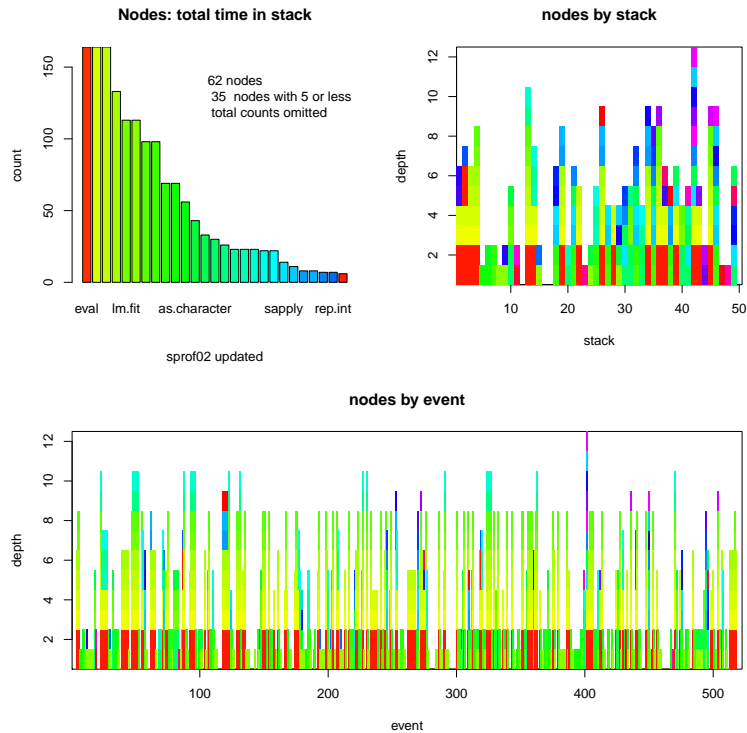 Nodes: total time in stack
62 nodes
35 nodes with 5 or less
total counts omitted
count
0
50
100
150
eval
lm.fit
as.character
sapply
rep.int
sprof02 updated
nodes by stack
depth
2
4
6
8
10
12
10
20
30
40
50
stack
nodes by event
depth
2
4
6
8
10
12
100
200
300
400
500
event